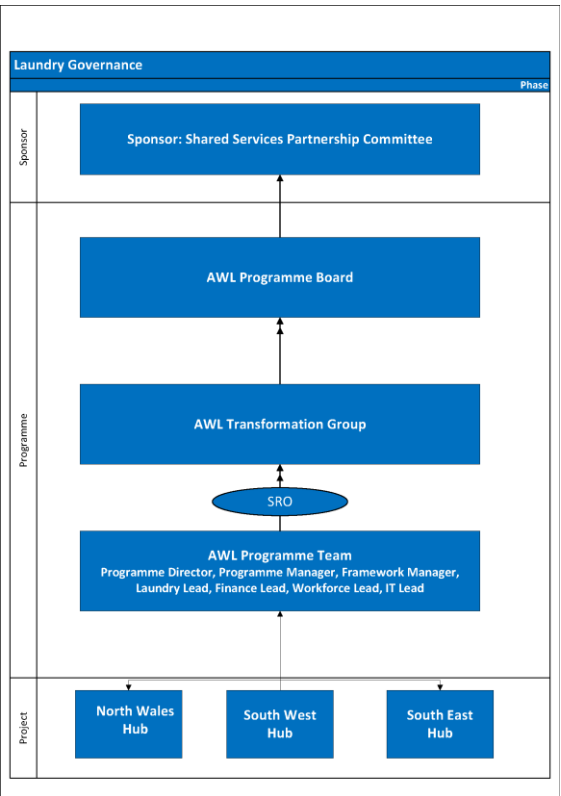 Laundry Governance
Phase
Sponsor
Sponsor: Shared Services Partnership Committee
Programme
AWL Programme Board
AWL Transformation Group
SRO
AWL Programme Team
Programme Director, Programme Manager, Framework Manager,
Laundry Lead, Finance Lead, Workforce Lead, IT Lead
Project
North Wales
Hub
South West
Hub
South East
Hub